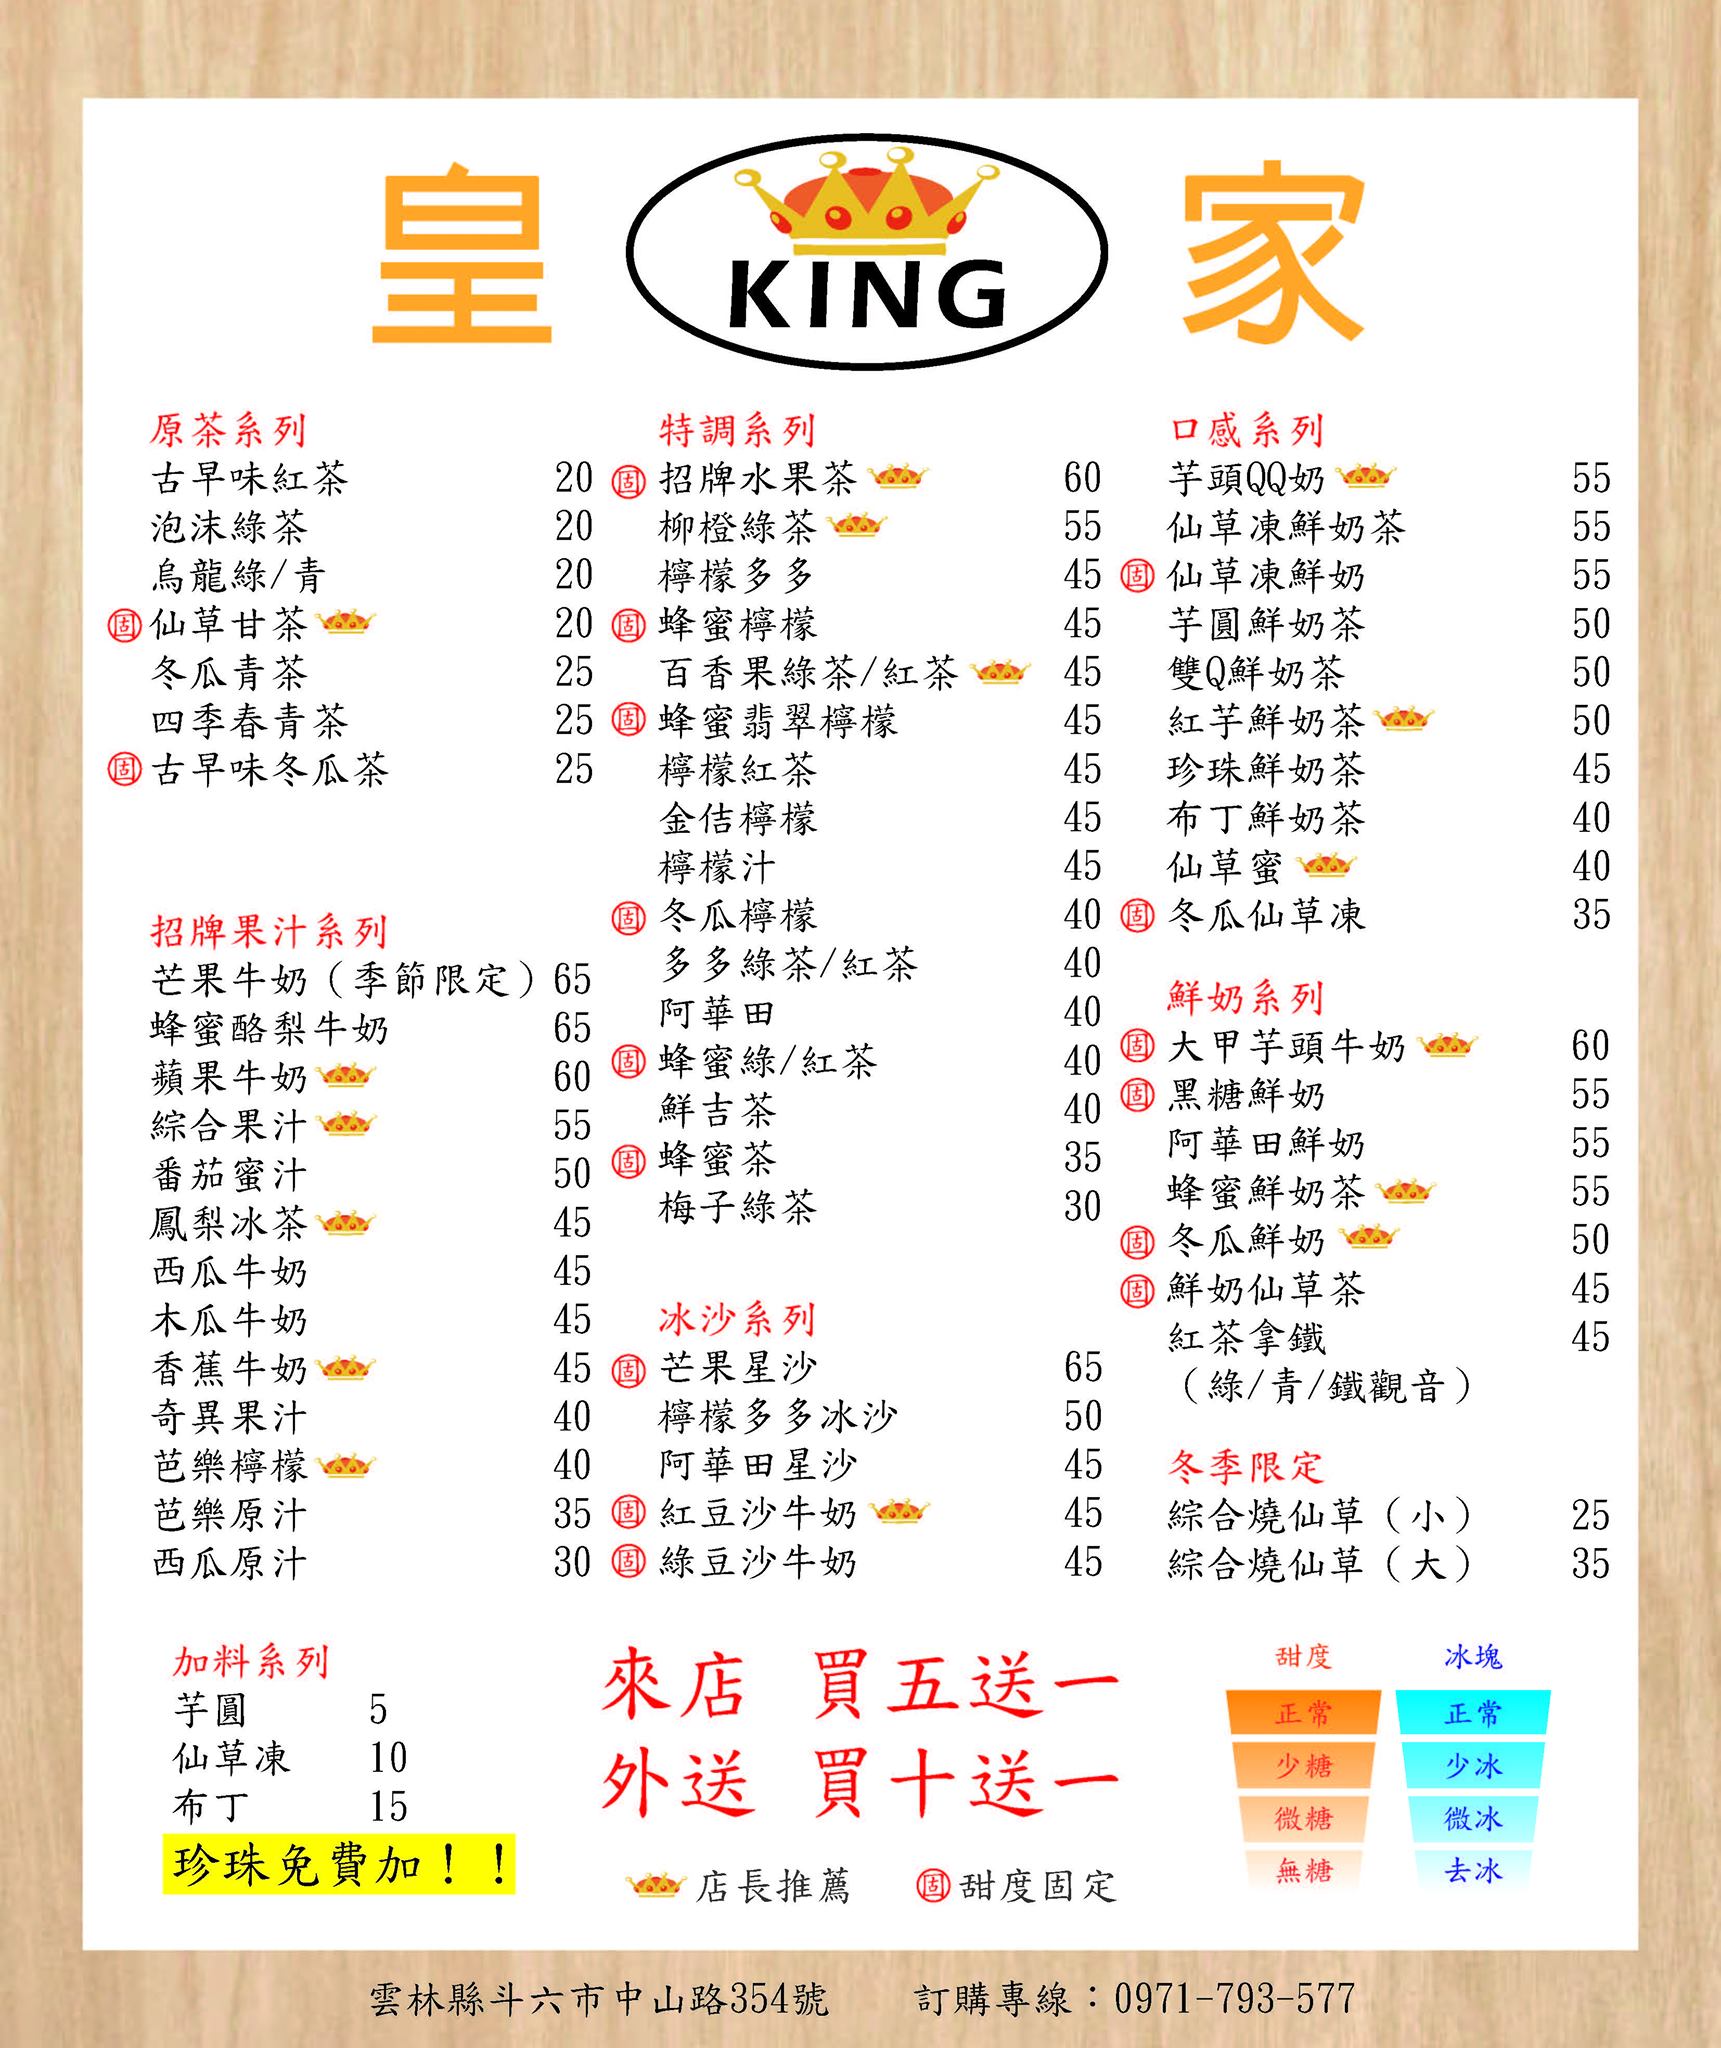 皇 KING 家
原茶系列
古早味紅茶 20
泡沫綠茶 20
烏龍綠/青 20
固 仙草甘茶 20
冬瓜青茶 25
四季春青茶 25
固 古早味冬瓜茶 25
招牌果汁系列
芒果牛奶（季節限定）65
蜂蜜酪梨牛奶 65
蘋果牛奶 60
綜合果汁 55
番茄蜜汁 50
鳳梨冰茶 45
西瓜牛奶 45
木瓜牛奶 45
香蕉牛奶 45
奇異果汁 40
芭樂檸檬 40
芭樂原汁 35
西瓜原汁 30
特調系列
固 招牌水果茶 60
柳橙綠茶 55
檸檬多多 45
固 蜂蜜檸檬 45
百香果綠茶/紅茶 45
固 蜂蜜翡翠檸檬 45
檸檬紅茶 45
金佶檸檬 45
檸檬汁 45
固 冬瓜檸檬 40
多多綠茶/紅茶 40
阿華田 40
固 蜂蜜綠/紅茶 40
鮮吉茶 40
固 蜂蜜茶 35
梅子綠茶 30
冰沙系列
固 芒果星沙 65
檸檬多多冰沙 50
阿華田星沙 45
固 紅豆沙牛奶 45
固 綠豆沙牛奶 45
口感系列
芋頭QQ奶 55
仙草凍鮮奶茶 55
固 仙草凍鮮奶 55
芋圓鮮奶茶 50
雙Q鮮奶茶 50
紅芋鮮奶茶 50
珍珠鮮奶茶 45
布丁鮮奶茶 40
仙草蜜 40
固 冬瓜仙草凍 35
鮮奶系列
固 大甲芋頭牛奶 60
固 黑糖鮮奶 55
阿華田鮮奶 55
蜂蜜鮮奶茶 55
固 冬瓜鮮奶 50
固 鮮奶仙草茶 45
紅茶拿鐵 45
（綠/青/鐵觀音）
冬季限定
綜合燒仙草（小） 25
綜合燒仙草（大） 35
加料系列
芋圓 5
仙草凍 10
布丁 15
珍珠免費加！！
來店 買五送一
外送 買十送一
店長推薦 固 甜度固定
甜度 冰塊
正常 正常
少糖 少冰
微糖 微冰
無糖 去冰
雲林縣斗六市中山路354號 訂購專線：0971-793-577